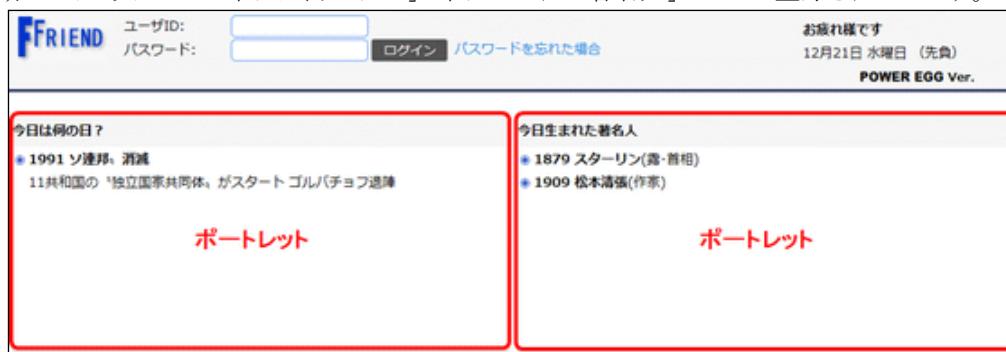 FFRIEND
ユーザID:
パスワード:
ログイン パスワードを忘れた場合
お疲れ様です
12月21日 水曜日 (先負)
POWER EGG Ver.
今日は何の日？
1991 ソ連邦、消滅
11共和国の〝独立国家共同体〟がスタート ゴルバチョフ退陣
ポートレット
今日生まれた著名人
1879 スターリン(露・首相)
1909 松本清張(作家)
ポートレット